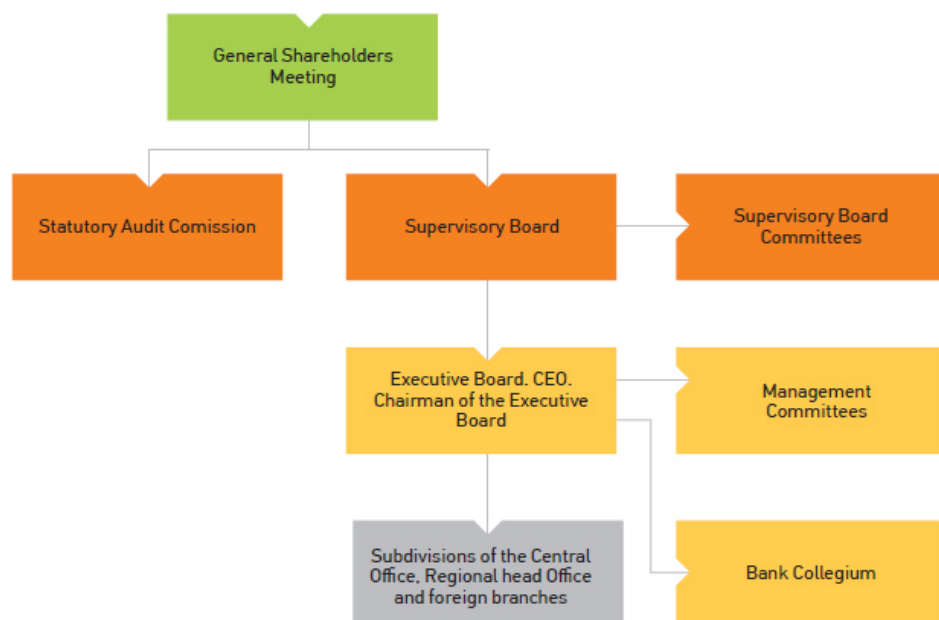 General Shareholders
Meeting
Statutory Audit Comission
Supervisory Board
Supervisory Board
Committees
Executive Board. CEO.
Chairman of the Executive
Board
Management
Committees
Subdivisions of the Central
Office, Regional head Office
and foreign branches
Bank Collegium